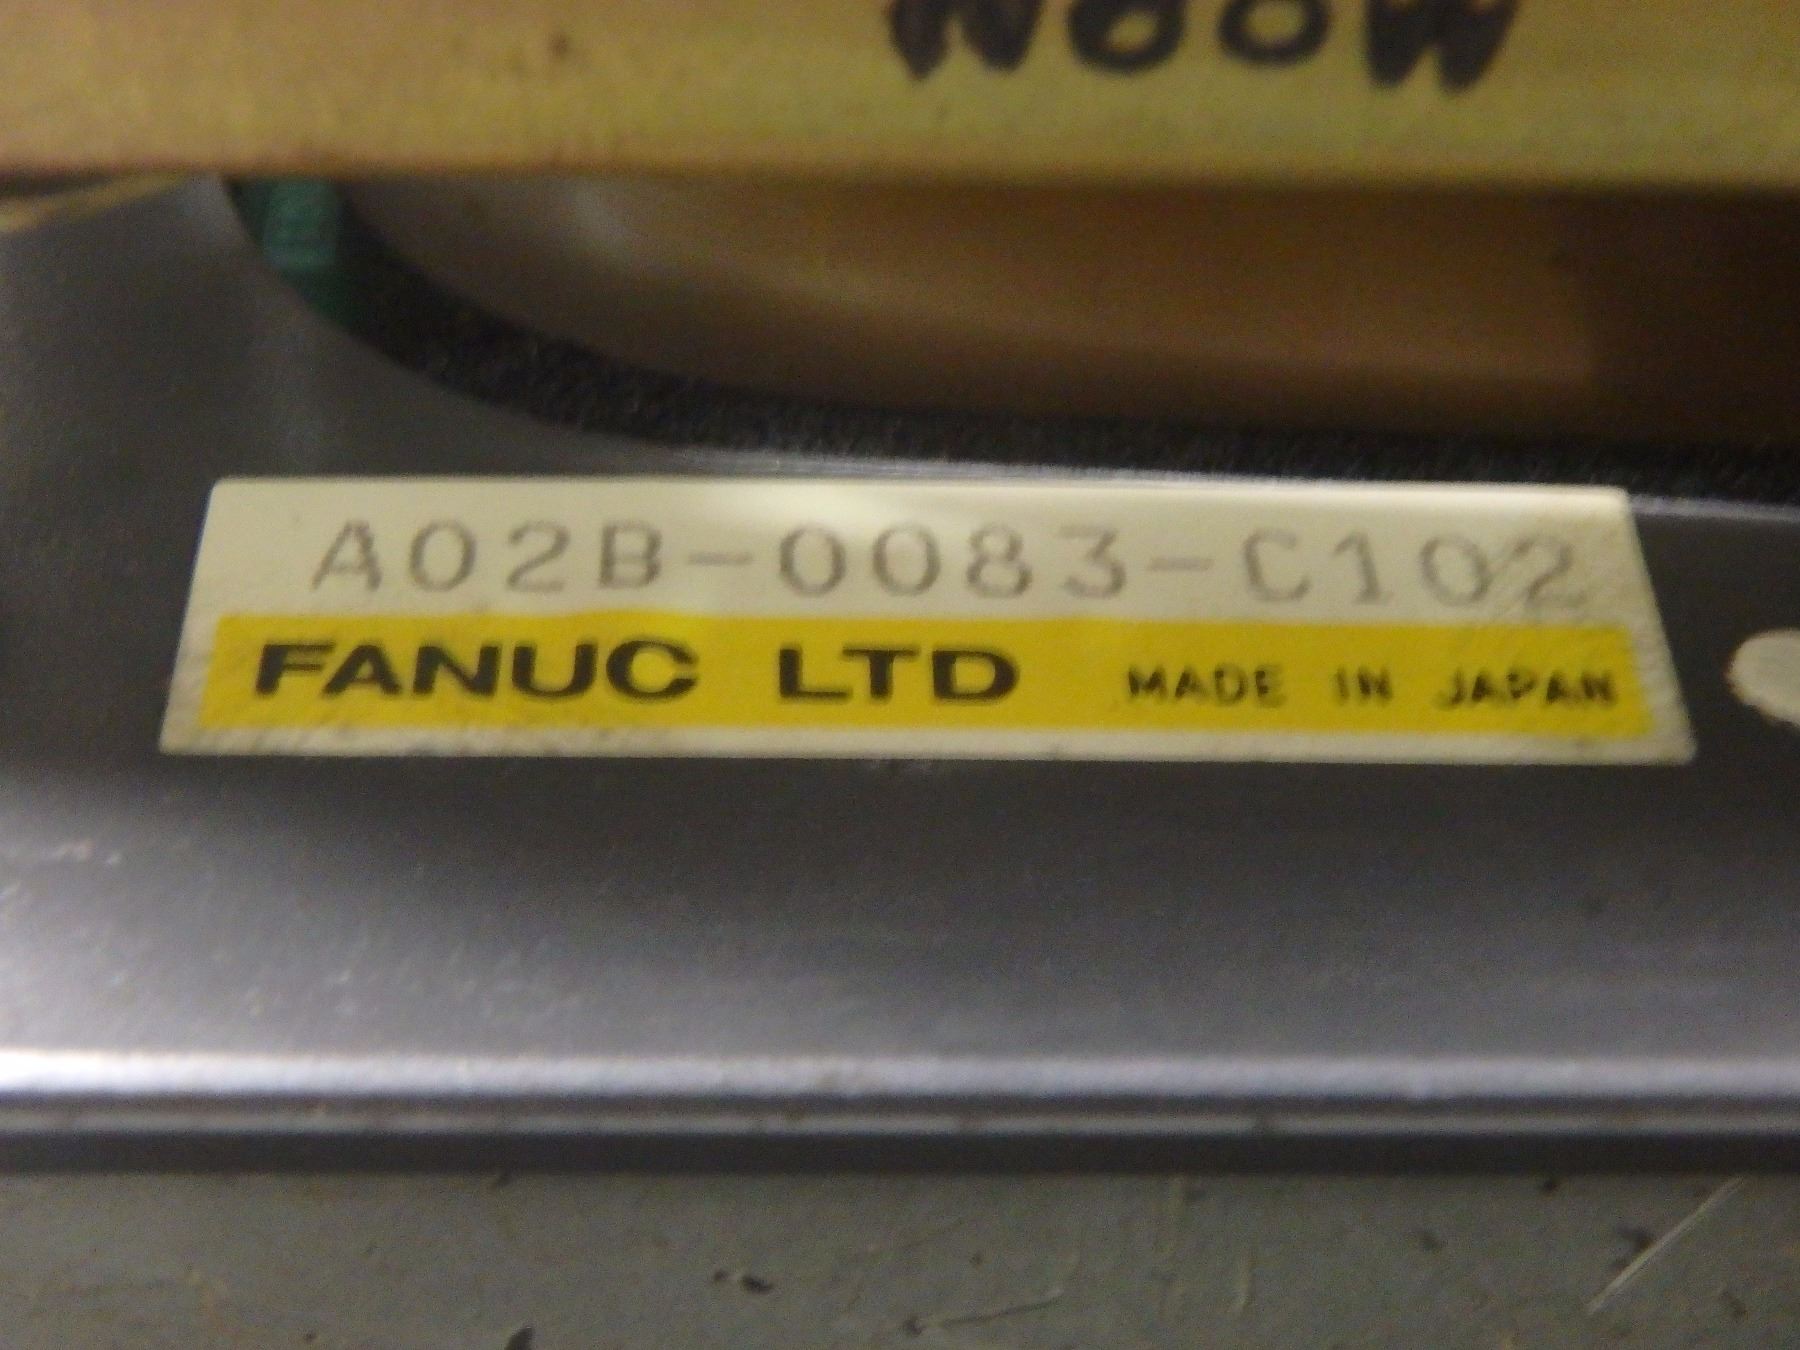 A02B-0083-C102
FANUC LTD MADE IN JAPAN